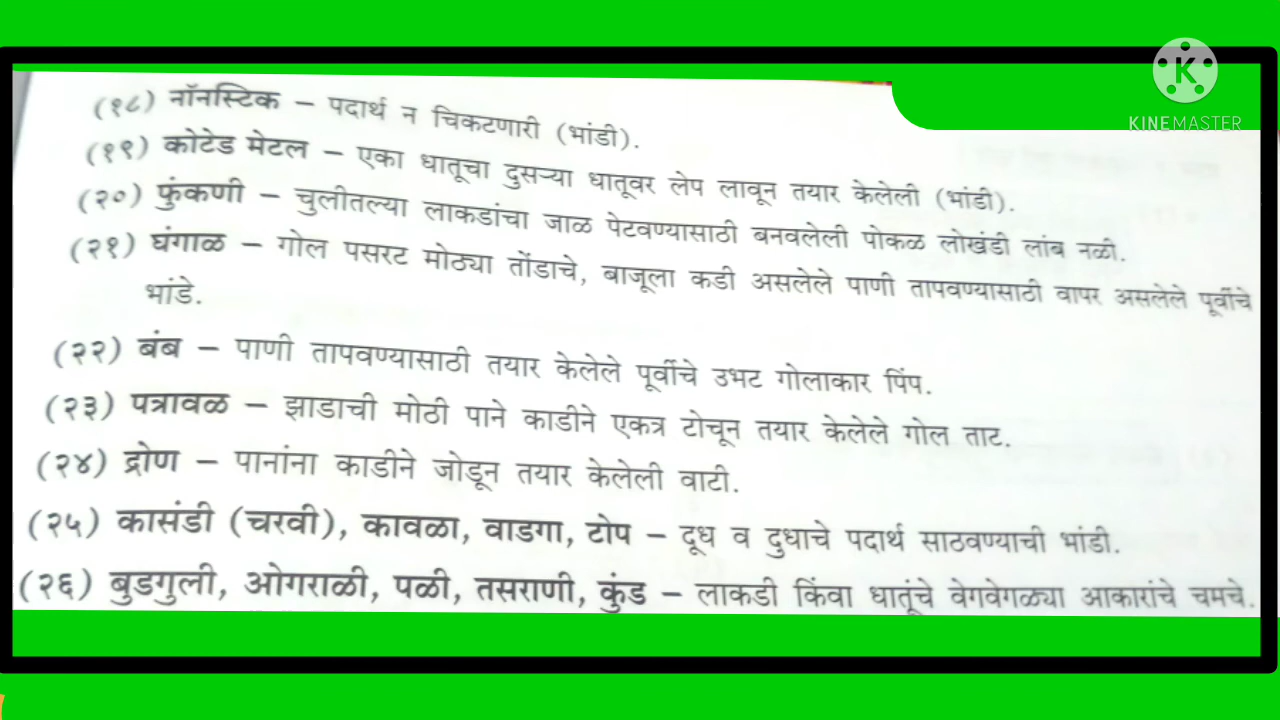 KINEMASTER
(१८) नॉनस्टिक – पदार्थ न चिकटणारी (भांडी).
(१९) कोटेड मेटल – एका धातूचा दुसऱ्या धातूवर लेप लावून तयार केलेली (भांडी).
(२०) फुंकणी – चुलीतल्या लाकडांचा जाळ पेटवण्यासाठी बनवलेली पोकळ लोखंडी लांब नळी.
(२१) घंगाळ – गोल पसरट मोठ्या तोंडाचे, बाजूला कडी असलेले पाणी तापवण्यासाठी वापर असलेले पूर्वीचे
भांडे.
(२२) बंब – पाणी तापवण्यासाठी तयार केलेले पूर्वीचे उभट गोलाकार पिंप.
(२३) पत्रावळ – झाडाची मोठी पाने काडीने एकत्र टोचून तयार केलेले गोल ताट.
(२४) द्रोण – पानांना काडीने जोडून तयार केलेली वाटी.
(२५) कासंडी (चरवी), कावळा, वाडगा, टोप – दूध व दुधाचे पदार्थ साठवण्याची भांडी.
(२६) बुडगुली, ओगराळी, पळी, तसराणी, कुंड – लाकडी किंवा धातूंचे वेगवेगळ्या आकारांचे चमचे.